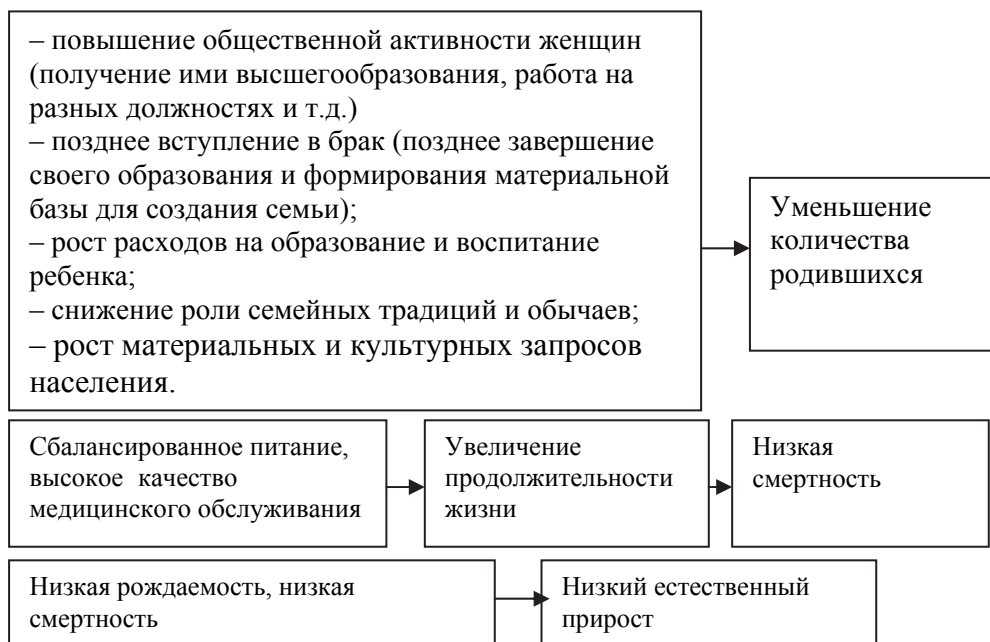 – повышение общественной активности женщин
(получение ими высшегообразования, работа на
разных должностях и т.д.)
– позднее вступление в брак (позднее завершение
своего образования и формирования материальной
базы для создания семьи);
– рост расходов на образование и воспитание
ребенка;
– снижение роли семейных традиций и обычаев;
– рост материальных и культурных запросов
населения.
Уменьшение
количества
родившихся
Сбалансированное питание,
высокое качество
медицинского обслуживания
Увеличение
продолжительности
жизни
Низкая
смертность
Низкая рождаемость, низкая
смертность
Низкий естественный
прирост